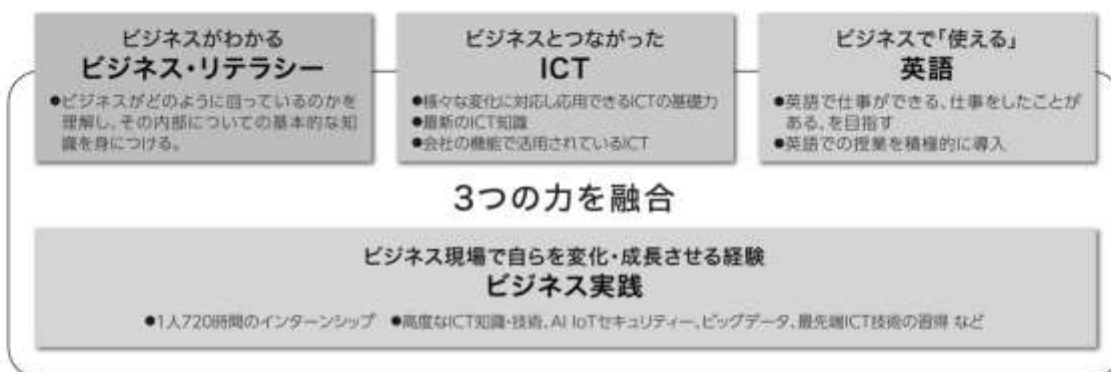 ビジネスがわかる
ビジネス・リテラシー
●ビジネスがどのように回っているのかを
理解し、その内部についての基本的な知
識を身につける。
ビジネスとつながった
ICT
●様々な変化に対応し応用できるICTの基礎力
●最新のICT知識
●会社の機能で活用されているICT
ビジネスで「使える」
英語
●英語で仕事ができる、仕事をしたことが
ある、を目指す
●英語での授業を積極的に導入
3つの力を融合
ビジネス現場で自らを変化・成長させる経験
ビジネス実践
●1人720時間のインターンシップ ●高度なICT知識・技術、AI IoTセキュリティー、ビッグデータ、最先端ICT技術の習得 など